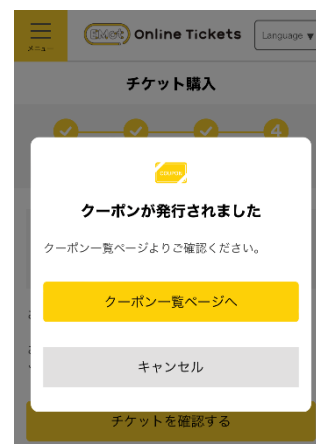 メニュー
EMot Online Tickets
Language ▼
チケット購入
4
COUPON
クーポンが発行されました
クーポン一覧ページよりご確認ください。
クーポン一覧ページへ
キャンセル
チケットを確認する